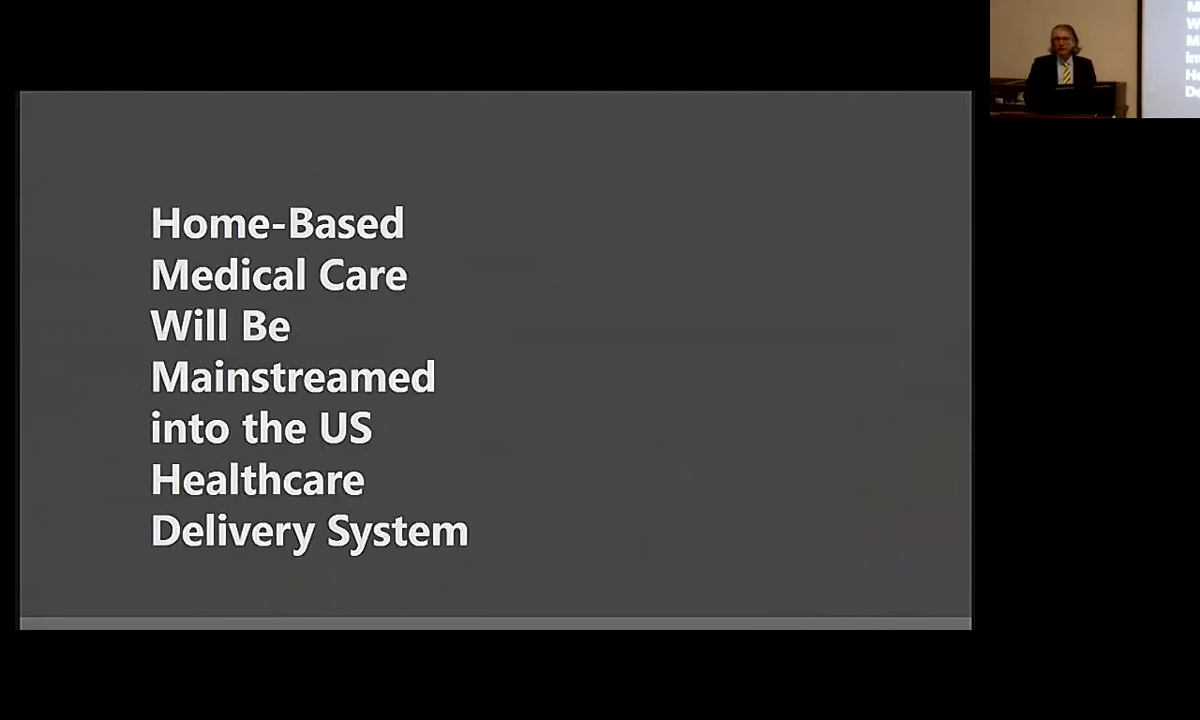 Home-Based
Medical Care
Will Be
Mainstreamed
into the US
Healthcare
Delivery System